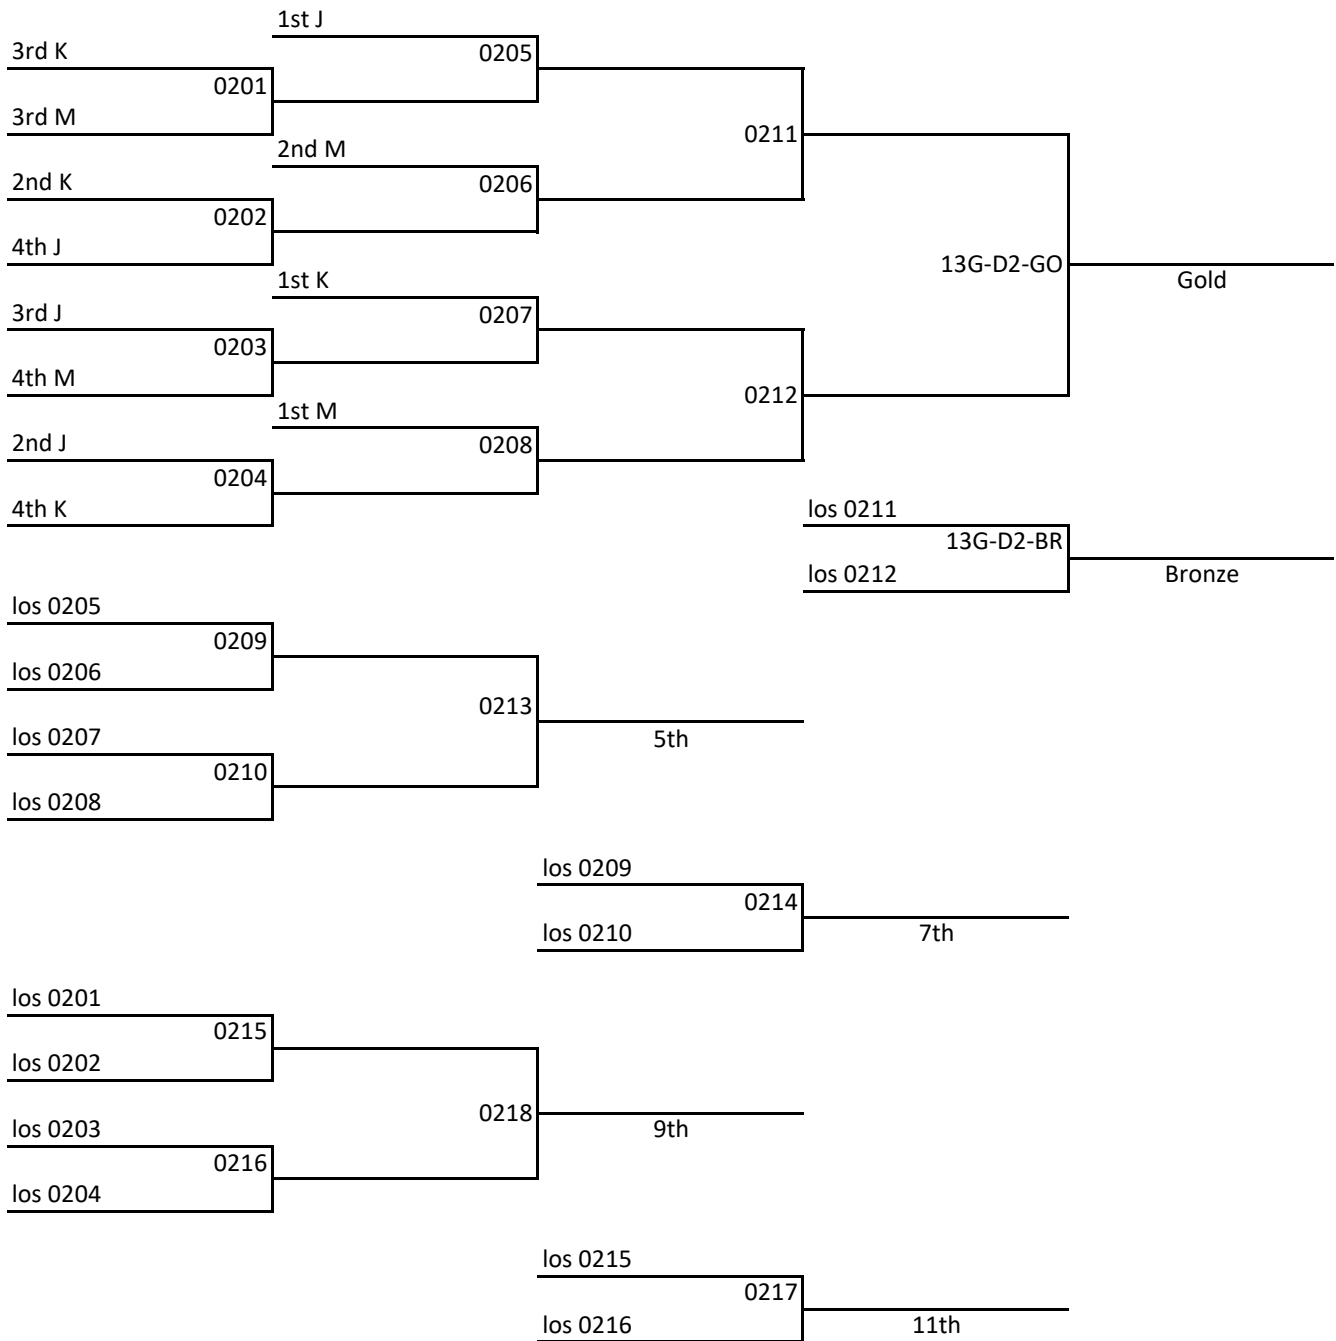 1st J
3rd K
0205
0201
3rd M
0211
2nd M
2nd K
0206
0202
4th J
13G-D2-GO
Gold
1st K
3rd J
0207
0203
4th M
0212
1st M
2nd J
0208
0204
4th K
los 0211
13G-D2-BR
los 0212
Bronze
los 0205
0209
los 0206
0213
los 0207
5th
0210
los 0208
los 0209
0214
los 0210
7th
los 0201
0215
los 0202
0218
los 0203
9th
0216
los 0204
los 0215
0217
los 0216
11th